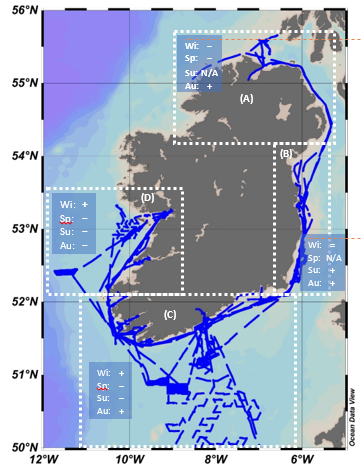 56°N
Wi: –
Sp: –
Su: N/A
Au: +
(A)
55°N
54°N
(B)
(D)
Wi: +
Sp: –
Su: –
Au: –
53°N
Wi: =
Sp: N/A
Su: +
Au: +
52°N
(C)
51°N
Wi: +
Sp: –
Su: –
Au: +
50°N
12°W
10°W
8°W
6°W
Ocean Data View